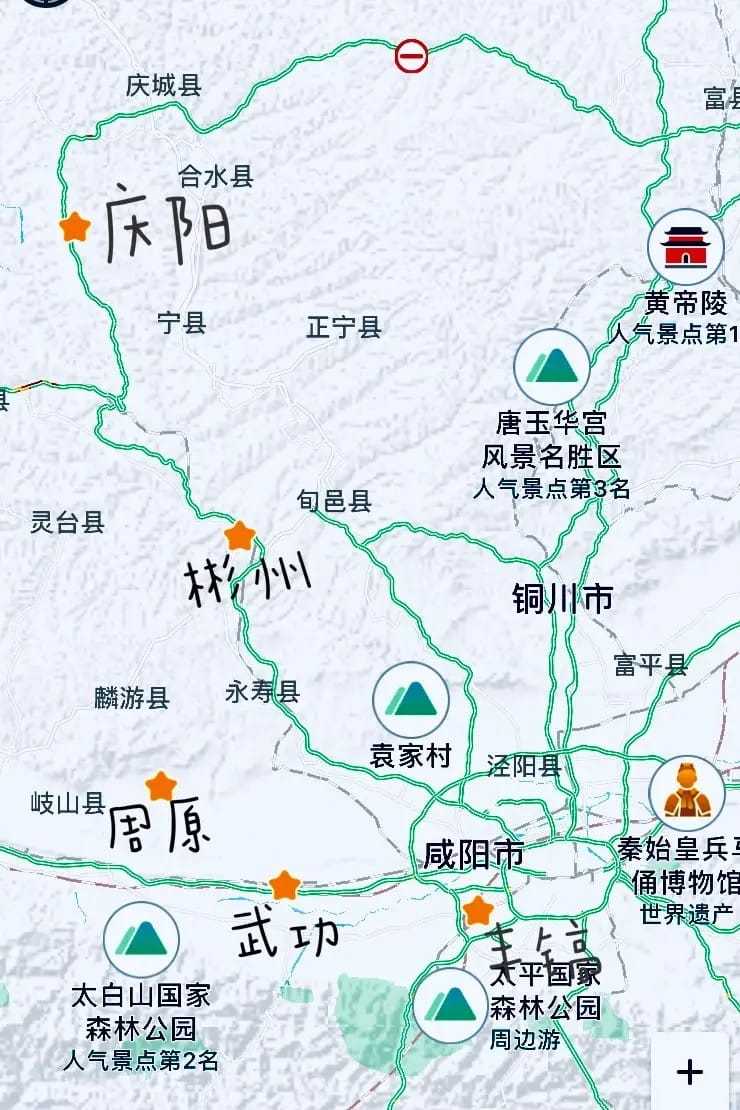 庆城县
富县
合水县
庆阳
黄帝陵
人气景点第1
宁县
正宁县
县
唐玉华宫
风景名胜区
人气景点第3名
旬邑县
灵台县
彬州
铜川市
富平县
麟游县
永寿县
袁家村
泾阳县
岐山县
周原
咸阳市
秦始皇兵马
俑博物馆
世界遗产
武功
丰镐
太平国家
森林公园
周边游
太白山国家
森林公园
人气景点第2名
+